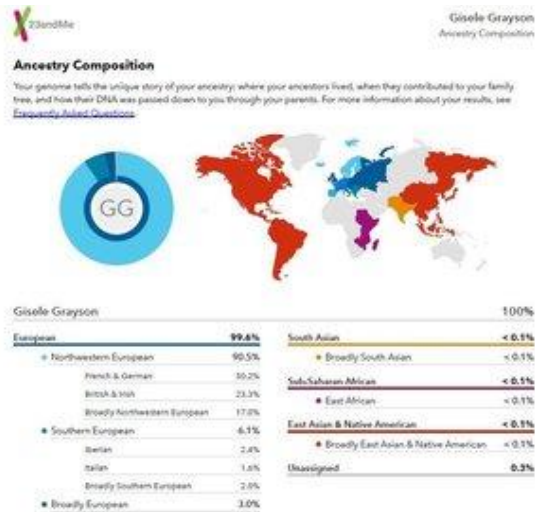 23andMe
Gisele Grayson
Ancestry Composition
Ancestry Composition
Your genome tells the unique story of your ancestry: where your ancestors lived, when they contributed to your family
tree, and how their DNA was passed down to you through your parents. For more information about your results, see
Frequently Asked Questions.
GG
Gisele Grayson 100%
European 99.6%
Northwestern European 90.5%
French & German 50.2%
British & Irish 23.3%
Broadly Northwestern European 17.0%
Southern European 6.1%
Iberian 2.4%
Italian 1.6%
Broadly Southern European 2.0%
Broadly European 3.0%
South Asian < 0.1%
Broadly South Asian < 0.1%
Sub-Saharan African < 0.1%
East African < 0.1%
East Asian & Native American < 0.1%
Broadly East Asian & Native American < 0.1%
Unassigned 0.3%